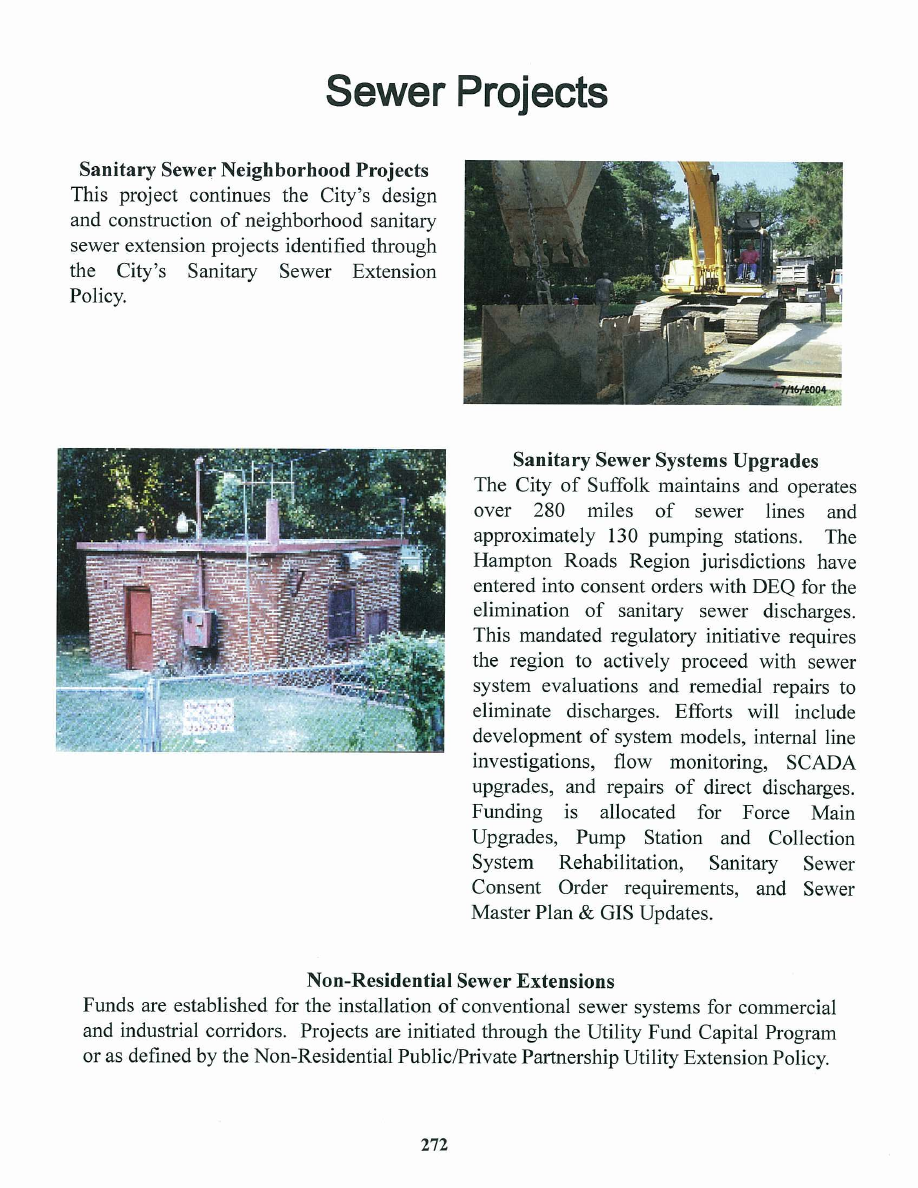 Sewer Projects
Sanitary Sewer Neighborhood Projects
This project continues the City's design
and construction of neighborhood sanitary
sewer extension projects identified through
the City's Sanitary Sewer Extension
Policy.
7/16/2004
Sanitary Sewer Systems Upgrades
The City of Suffolk maintains and operates
over 280 miles of sewer lines and
approximately 130 pumping stations. The
Hampton Roads Region jurisdictions have
entered into consent orders with DEQ for the
elimination of sanitary sewer discharges.
This mandated regulatory initiative requires
the region to actively proceed with sewer
system evaluations and remedial repairs to
eliminate discharges. Efforts will include
development of system models, internal line
investigations, flow monitoring, SCADA
upgrades, and repairs of direct discharges.
Funding is allocated for Force Main
Upgrades, Pump Station and Collection
System Rehabilitation, Sanitary Sewer
Consent Order requirements, and Sewer
Master Plan & GIS Updates.
Non-Residential Sewer Extensions
Funds are established for the installation of conventional sewer systems for commercial
and industrial corridors. Projects are initiated through the Utility Fund Capital Program
or as defined by the Non-Residential Public/Private Partnership Utility Extension Policy.
272